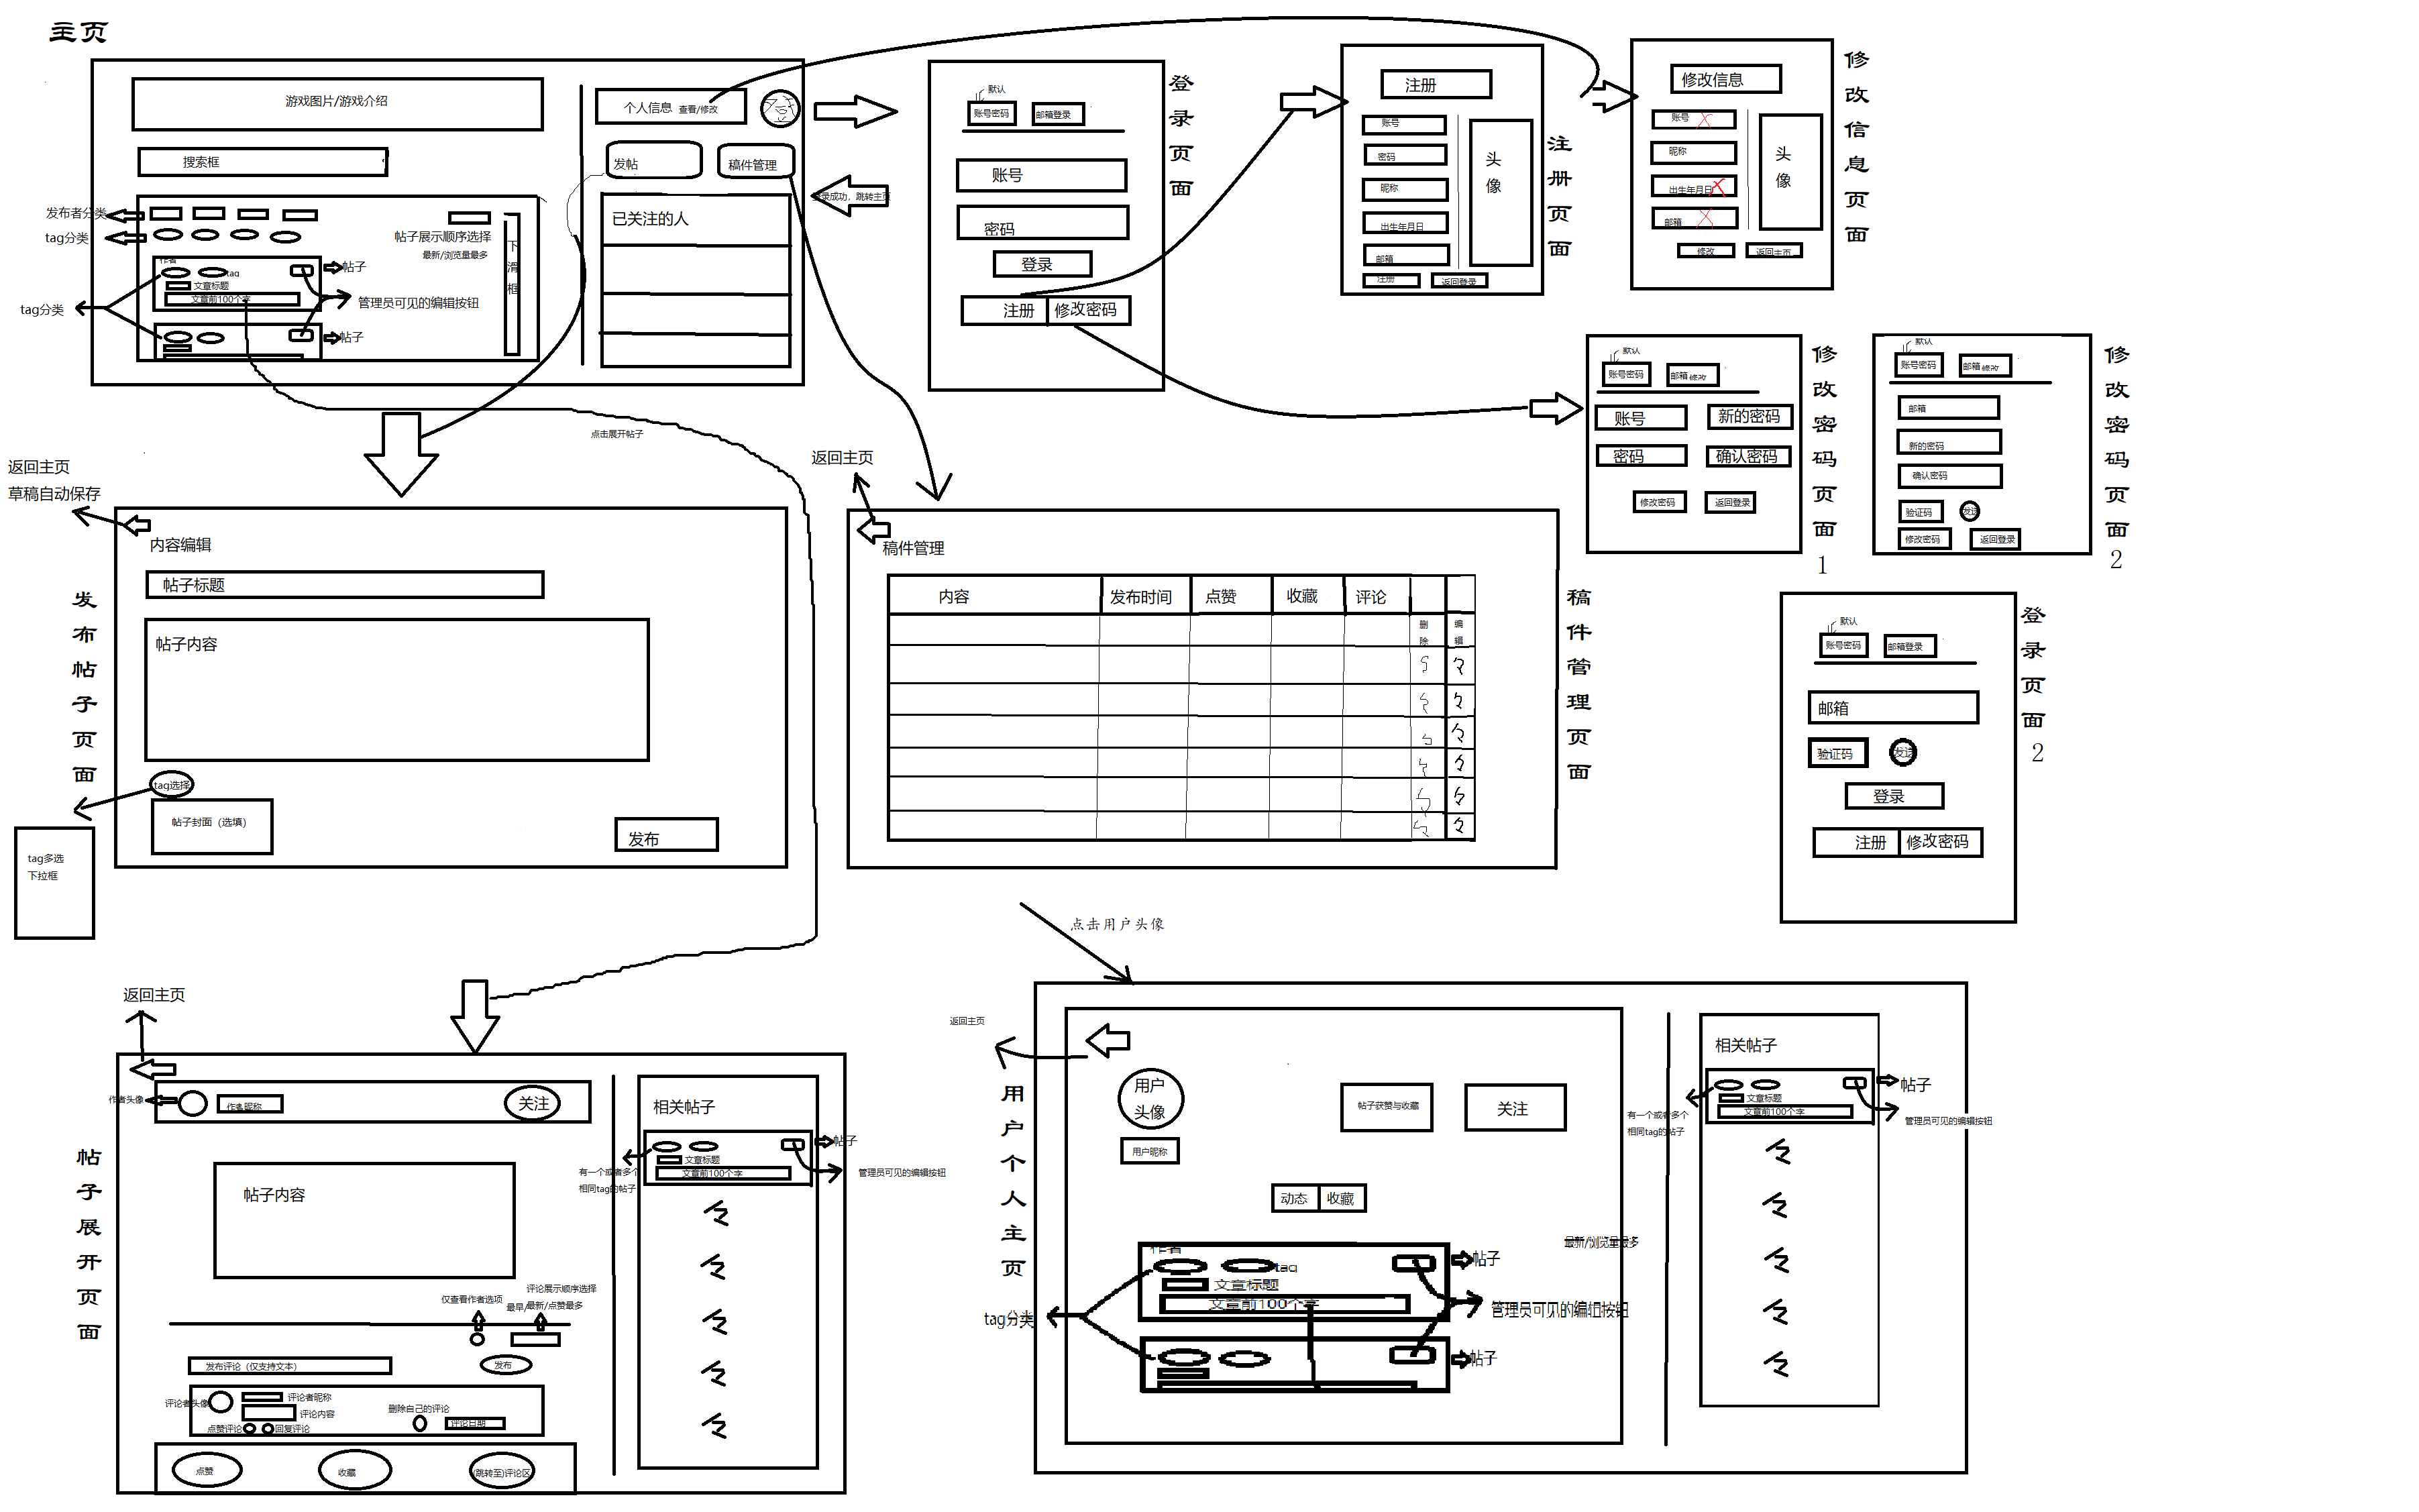 主页
游戏图片/游戏介绍
搜索框
发布者分类
tag分类
帖子展示顺序选择
最新/浏览量最多
下滑框
作者
tag
文章标题
文章前100个字
帖子
tag分类
管理员可见的编辑按钮
帖子
个人信息 查看/修改
发帖
稿件管理
已关注的人
点击展开帖子
登录成功，跳转主页
登录页面
默认
账号密码
邮箱登录
账号
密码
登录
注册
修改密码
注册页面
注册
账号
密码
昵称
出生年月日
邮箱
头像
注册
返回登录
修改信息页面
修改信息
账号
昵称
出生年月日
邮箱
头像
修改
返回主页
修改密码页面1
默认
账号密码
邮箱修改
账号
新的密码
密码
确认密码
修改密码
返回登录
修改密码页面2
默认
账号密码
邮箱修改
邮箱
新的密码
确认密码
验证码
发送
修改密码
返回登录
返回主页
草稿自动保存
发布帖子页面
内容编辑
帖子标题
帖子内容
tag选择
帖子封面（选填）
发布
tag多选
下拉框
返回主页
稿件管理页面
稿件管理
内容
发布时间
点赞
收藏
评论
删除
编辑
登录页面2
默认
账号密码
邮箱登录
邮箱
验证码
发送
登录
注册
修改密码
返回主页
帖子展开页面
作者头像
作者昵称
关注
帖子内容
仅查看作者选项
评论展示顺序选择
最早/最新/点赞最多
发布评论（仅支持文本）
发布
评论者头像
评论者昵称
评论内容
点赞评论
回复评论
删除自己的评论
评论日期
点赞
收藏
(跳转至)评论区
相关帖子
文章标题
文章前100个字
帖子
有一个或者多个
相同tag的帖子
管理员可见的编辑按钮
点击用户头像
返回主页
用户个人主页
用户头像
用户昵称
帖子获赞与收藏
关注
动态
收藏
最新/浏览量最多
作者
tag
文章标题
文章前100个字
帖子
tag分类
管理员可见的编辑按钮
帖子
相关帖子
文章标题
文章前100个字
帖子
有一个或者多个
相同tag的帖子
管理员可见的编辑按钮